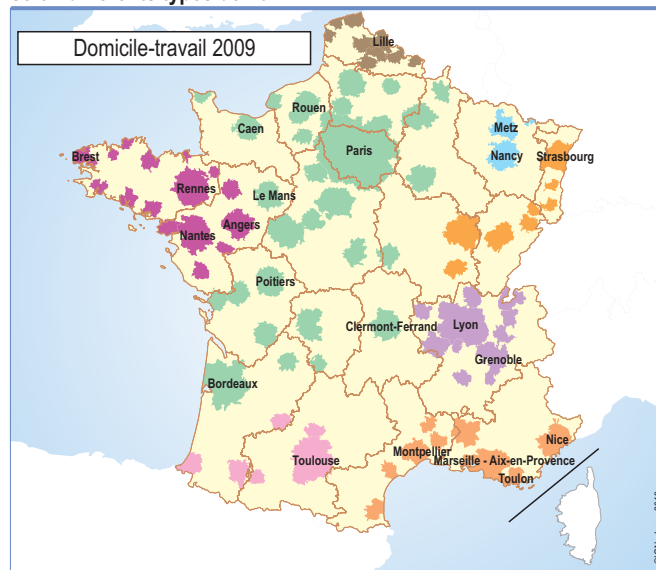 Domicile-travail 2009
Lille
Rouen
Caen
Metz
Paris
Nancy
Strasbourg
Brest
Rennes
Le Mans
Angers
Nantes
Poitiers
Clermont-Ferrand
Lyon
Grenoble
Bordeaux
Nice
Montpellier
Toulouse
Marseille - Aix-en-Provence
Toulon